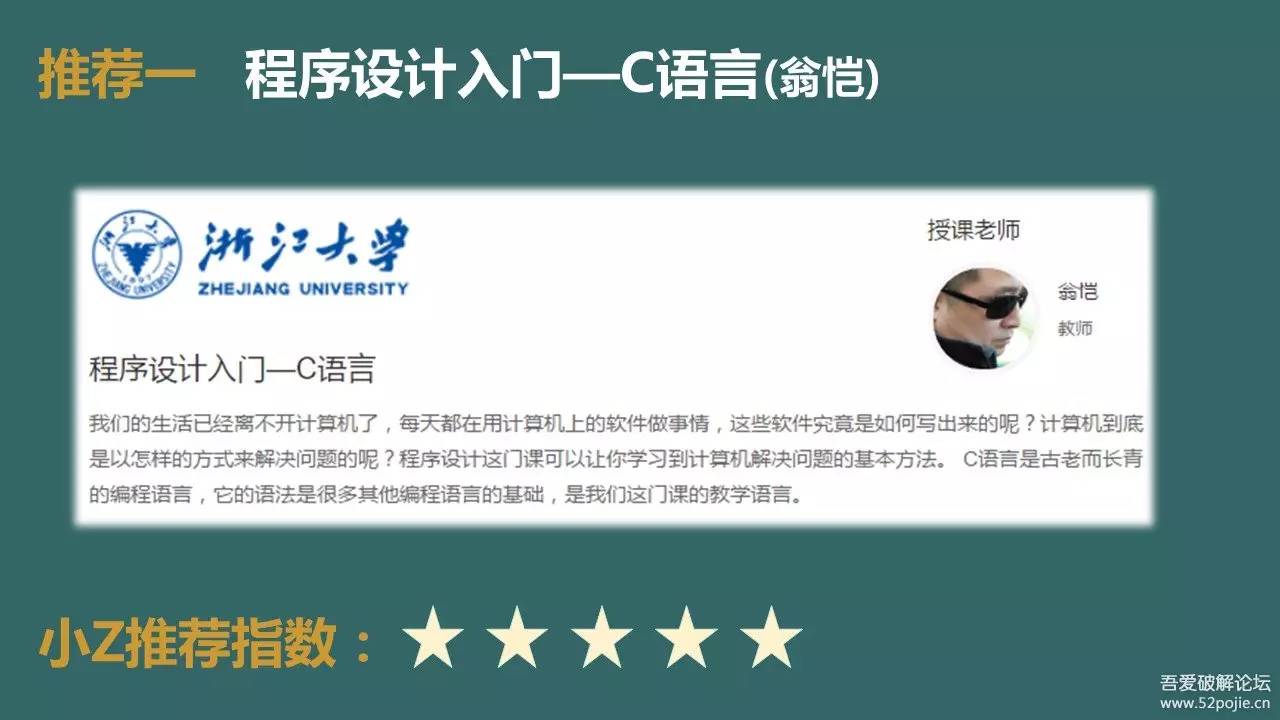 推荐一 程序设计入门—C语言(翁恺)
浙江大学
ZHEJIANG UNIVERSITY
授课老师
翁恺
教师
程序设计入门—C语言
我们的生活已经离不开计算机了，每天都在用计算机上的软件做事情，这些软件究竟是如何写出来的呢？计算机到底
是以怎样的方式来解决问题的呢？程序设计这门课可以让你学习到计算机解决问题的基本方法。 C语言是古老而长青
的编程语言，它的语法是很多其他编程语言的基础，是我们这门课的教学语言。
小Z推荐指数：★★★★★
吾爱破解论坛
www.52pojie.cn